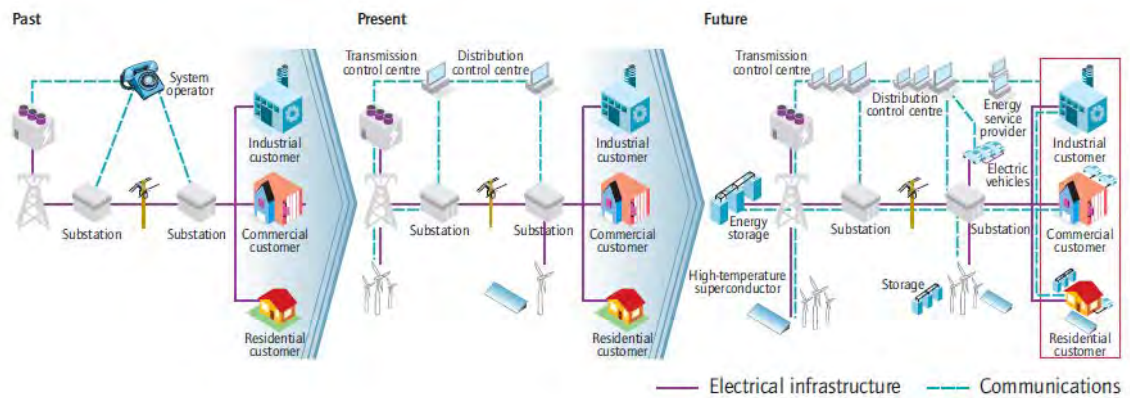 Past
System
operator
Substation
Substation
Industrial
customer
Commercial
customer
Residential
customer
Present
Transmission
control centre
Distribution
control centre
Substation
Substation
Industrial
customer
Commercial
customer
Residential
customer
Future
Transmission
control centre
Distribution
control centre
Energy
service
provider
Electric
vehicles
Energy
storage
Substation
Substation
High-temperature
superconductor
Storage
Industrial
customer
Commercial
customer
Residential
customer
Electrical infrastructure
Communications